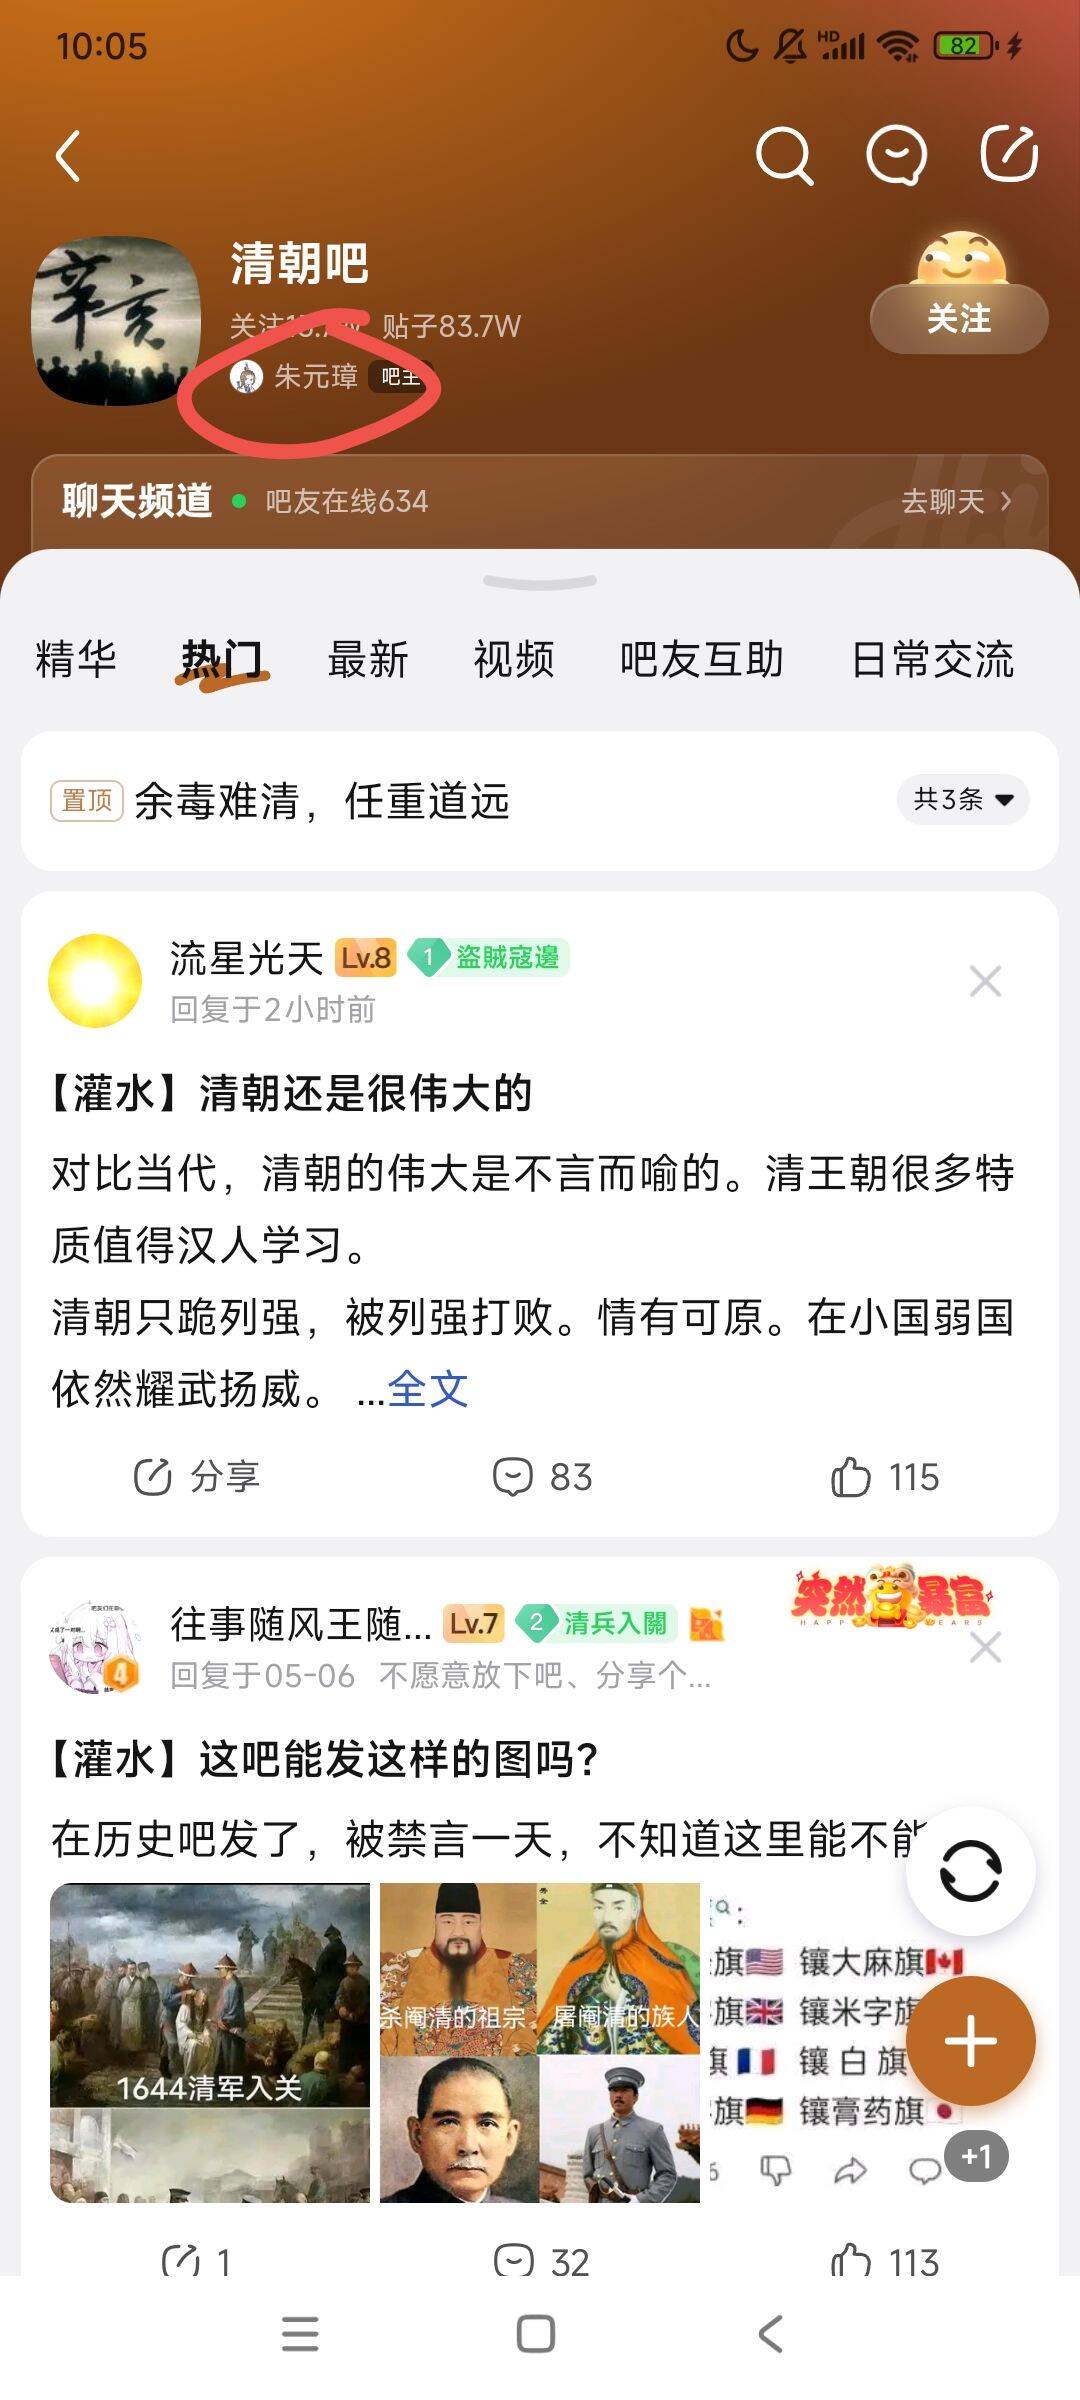 10:05
HD
82
辛亥
清朝吧
关注 贴子83.7W
朱元璋 吧主
关注
聊天频道 吧友在线634 去聊天
精华 热门 最新 视频 吧友互助 日常交流
置顶 余毒难清，任重道远 共3条
流星光天 Lv.8 1 盜賊寇邊
回复于2小时前
【灌水】清朝还是很伟大的
对比当代，清朝的伟大是不言而喻的。清王朝很多特
质值得汉人学习。
清朝只跪列强，被列强打败。情有可原。在小国弱国
依然耀武扬威。 ...全文
分享 83 115
突然暴富
HAPPY YEARS
往事随风王随... Lv.7 2 清兵入關
4
回复于05-06 不愿意放下吧、分享个...
【灌水】这吧能发这样的图吗？
在历史吧发了，被禁言一天，不知道这里能不能
1644清军入关
杀阉清的祖宗。 屠阉清的族人
旗 镶大麻旗
旗 镶米字旗
旗 镶白旗
旗 镶膏药旗
+1
1 32 113